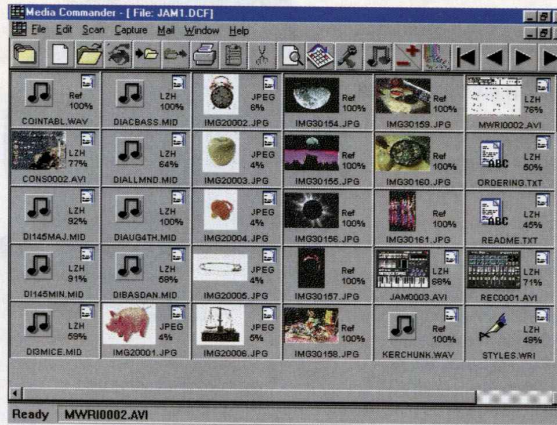 Media Commander - [ File: JAM1.DCF]
File Edit Scan Capture Mail Window Help
Ref 100%
LZH 100%
JPEG 6%
Ref 100%
Ref 100%
LZH 76%
COINTABL.WAV DIACBASS.MID IMG20002.JPG IMG30154.JPG IMG30159.JPG MWRI0002.AVI
LZH 77%
LZH 64%
JPEG 4%
Ref 100%
Ref 100%
ABC
LZH 50%
CONS0002.AVI DIALLMND.MID IMG20003.JPG IMG30155.JPG IMG30160.JPG ORDERING.TXT
LZH 92%
LZH 100%
JPEG 4%
Ref 100%
Ref 100%
ABC
LZH 45%
DI145MAJ.MID DIAUG4TH.MID IMG20004.JPG IMG30156.JPG IMG30161.JPG README.TXT
LZH 91%
LZH 58%
JPEG 4%
Ref 100%
LZH 68%
LZH 71%
DI145MIN.MID DIBASDAN.MID IMG20005.JPG IMG30157.JPG JAM0003.AVI REC0001.AVI
LZH 59%
JPEG 4%
JPEG 5%
Ref 100%
Ref 100%
LZH 49%
DI3MICE.MID IMG20001.JPG IMG20006.JPG IMG30158.JPG KERCHUNK.WAV STYLES.WRI
Ready MWRI0002.AVI